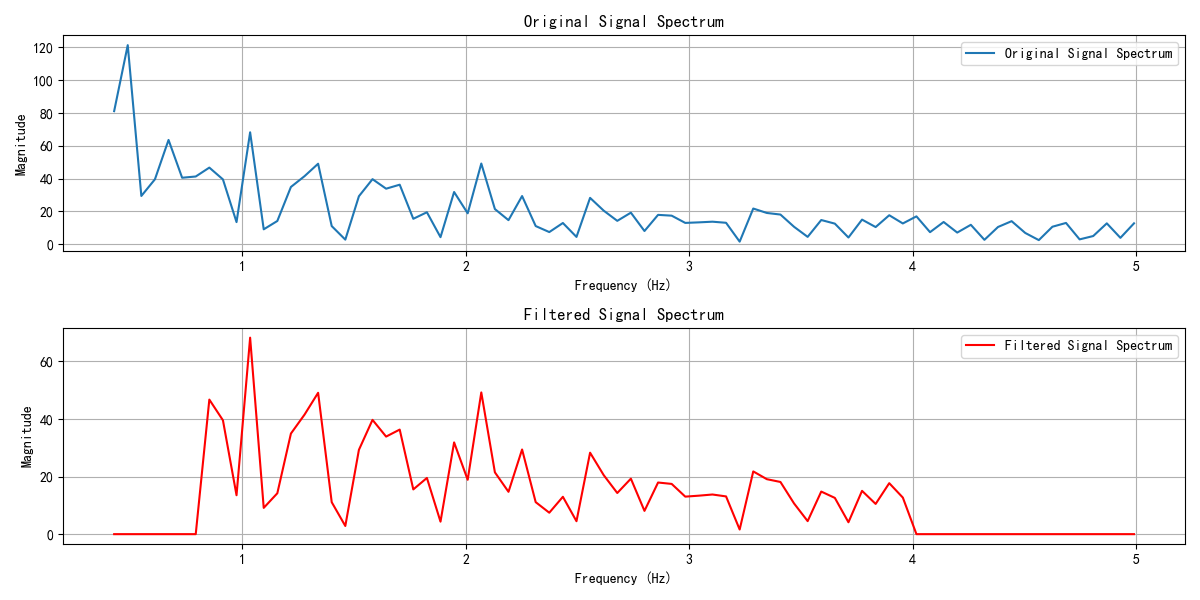 Original Signal Spectrum
Original Signal Spectrum
120
100
80
60
40
20
0
Magnitude
1
2
3
4
5
Frequency (Hz)
Filtered Signal Spectrum
Filtered Signal Spectrum
60
40
20
0
Magnitude
1
2
3
4
5
Frequency (Hz)